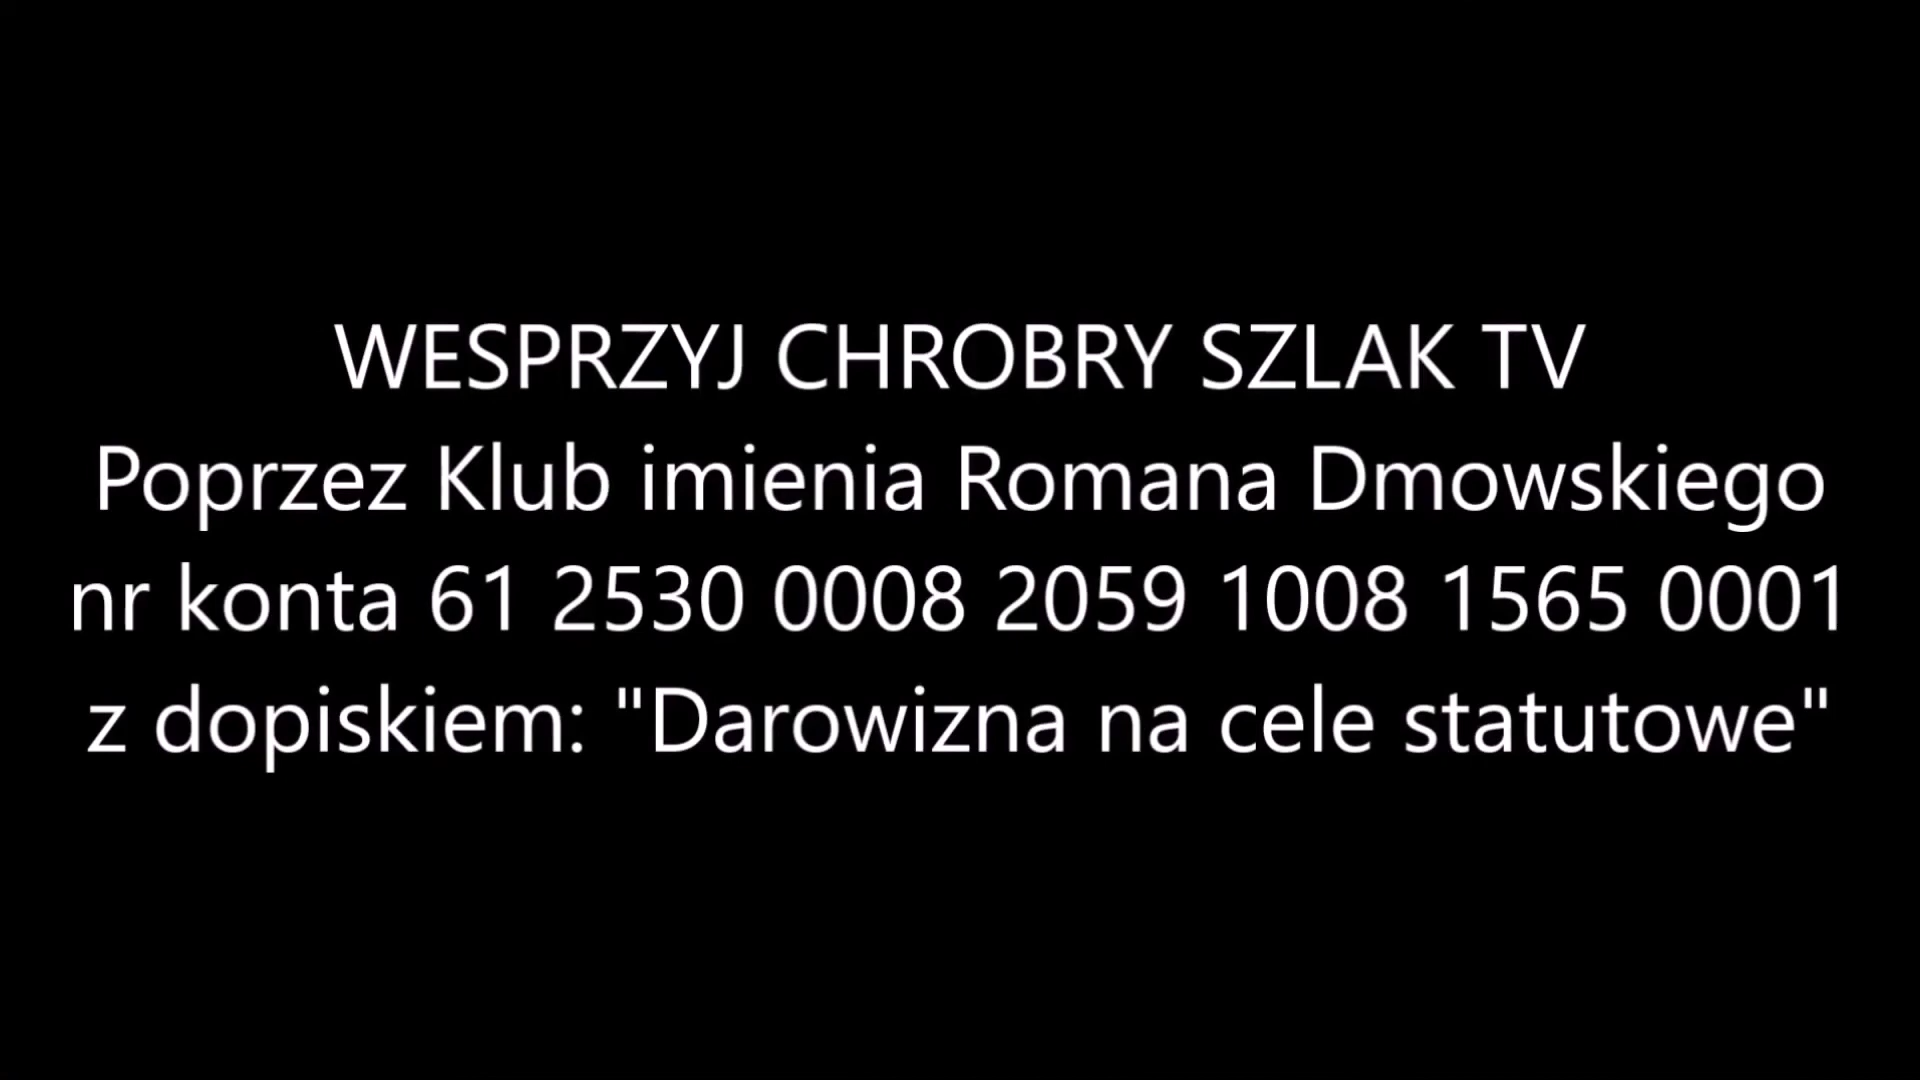 WESPRZYJ CHROBRY SZLAK TV
Poprzez Klub imienia Romana Dmowskiego
nr konta 61 2530 0008 2059 1008 1565 0001
z dopiskiem: "Darowizna na cele statutowe"